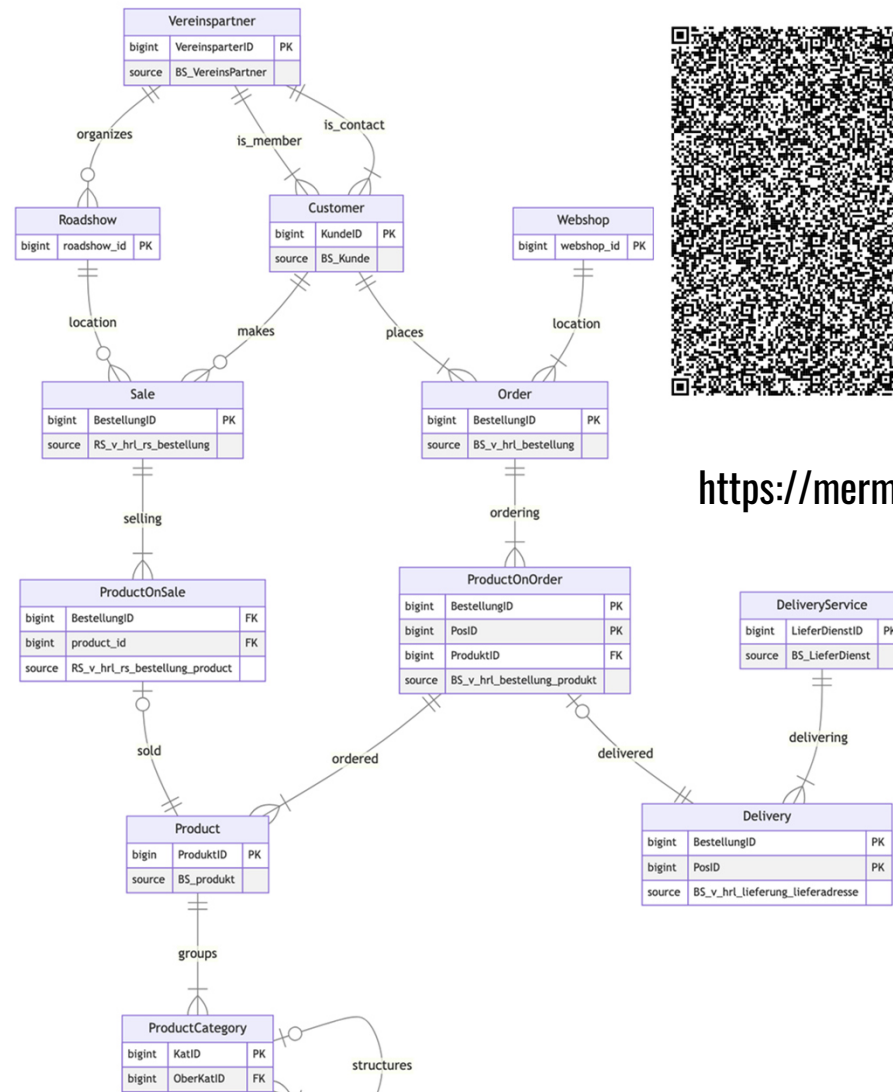 Vereinspartner
bigint VereinsparterID PK
source BS_VereinsPartner
organizes
is_member
is_contact
Roadshow
bigint roadshow_id PK
Customer
bigint KundeID PK
source BS_Kunde
Webshop
bigint webshop_id PK
location
makes
places
location
Sale
bigint BestellungID PK
source RS_v_hrl_rs_bestellung
Order
bigint BestellungID PK
source BS_v_hrl_bestellung
https://merm
selling
ordering
ProductOnSale
bigint BestellungID FK
bigint product_id FK
source RS_v_hrl_rs_bestellung_product
ProductOnOrder
bigint BestellungID PK
bigint PosID PK
bigint ProduktID FK
source BS_v_hrl_bestellung_produkt
DeliveryService
bigint LieferDienstID PK
source BS_LieferDienst
sold
ordered
delivered
delivering
Product
bigin ProduktID PK
source BS_produkt
Delivery
bigint BestellungID PK
bigint PosID PK
source BS_v_hrl_lieferung_lieferadresse
groups
ProductCategory
bigint KatID PK
bigint OberKatID FK
structures